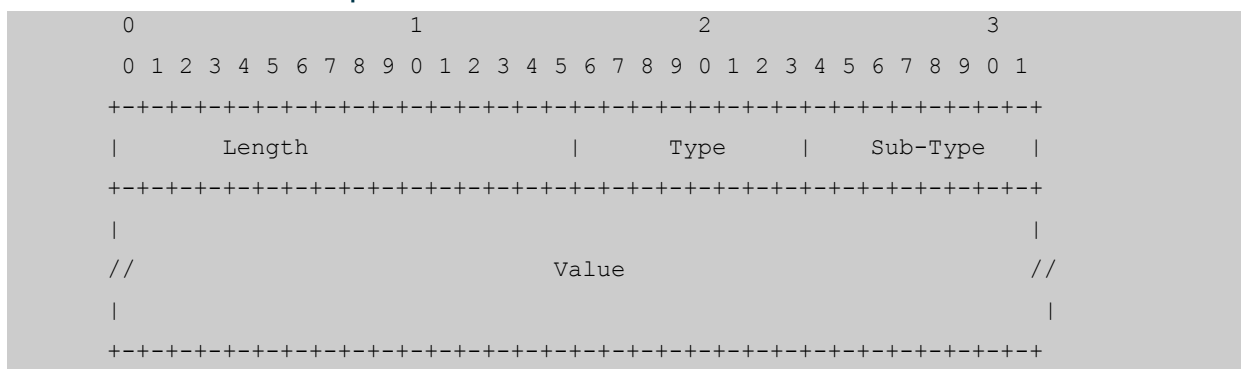 0                   1                   2                   3
0 1 2 3 4 5 6 7 8 9 0 1 2 3 4 5 6 7 8 9 0 1 2 3 4 5 6 7 8 9 0 1
+-+-+-+-+-+-+-+-+-+-+-+-+-+-+-+-+-+-+-+-+-+-+-+-+-+-+-+-+-+-+-+-+
|       Length                  |      Type     |    Sub-Type   |
+-+-+-+-+-+-+-+-+-+-+-+-+-+-+-+-+-+-+-+-+-+-+-+-+-+-+-+-+-+-+-+-+
|                                                               |
//                             Value                            //
|                                                                |
+-+-+-+-+-+-+-+-+-+-+-+-+-+-+-+-+-+-+-+-+-+-+-+-+-+-+-+-+-+-+-+-+